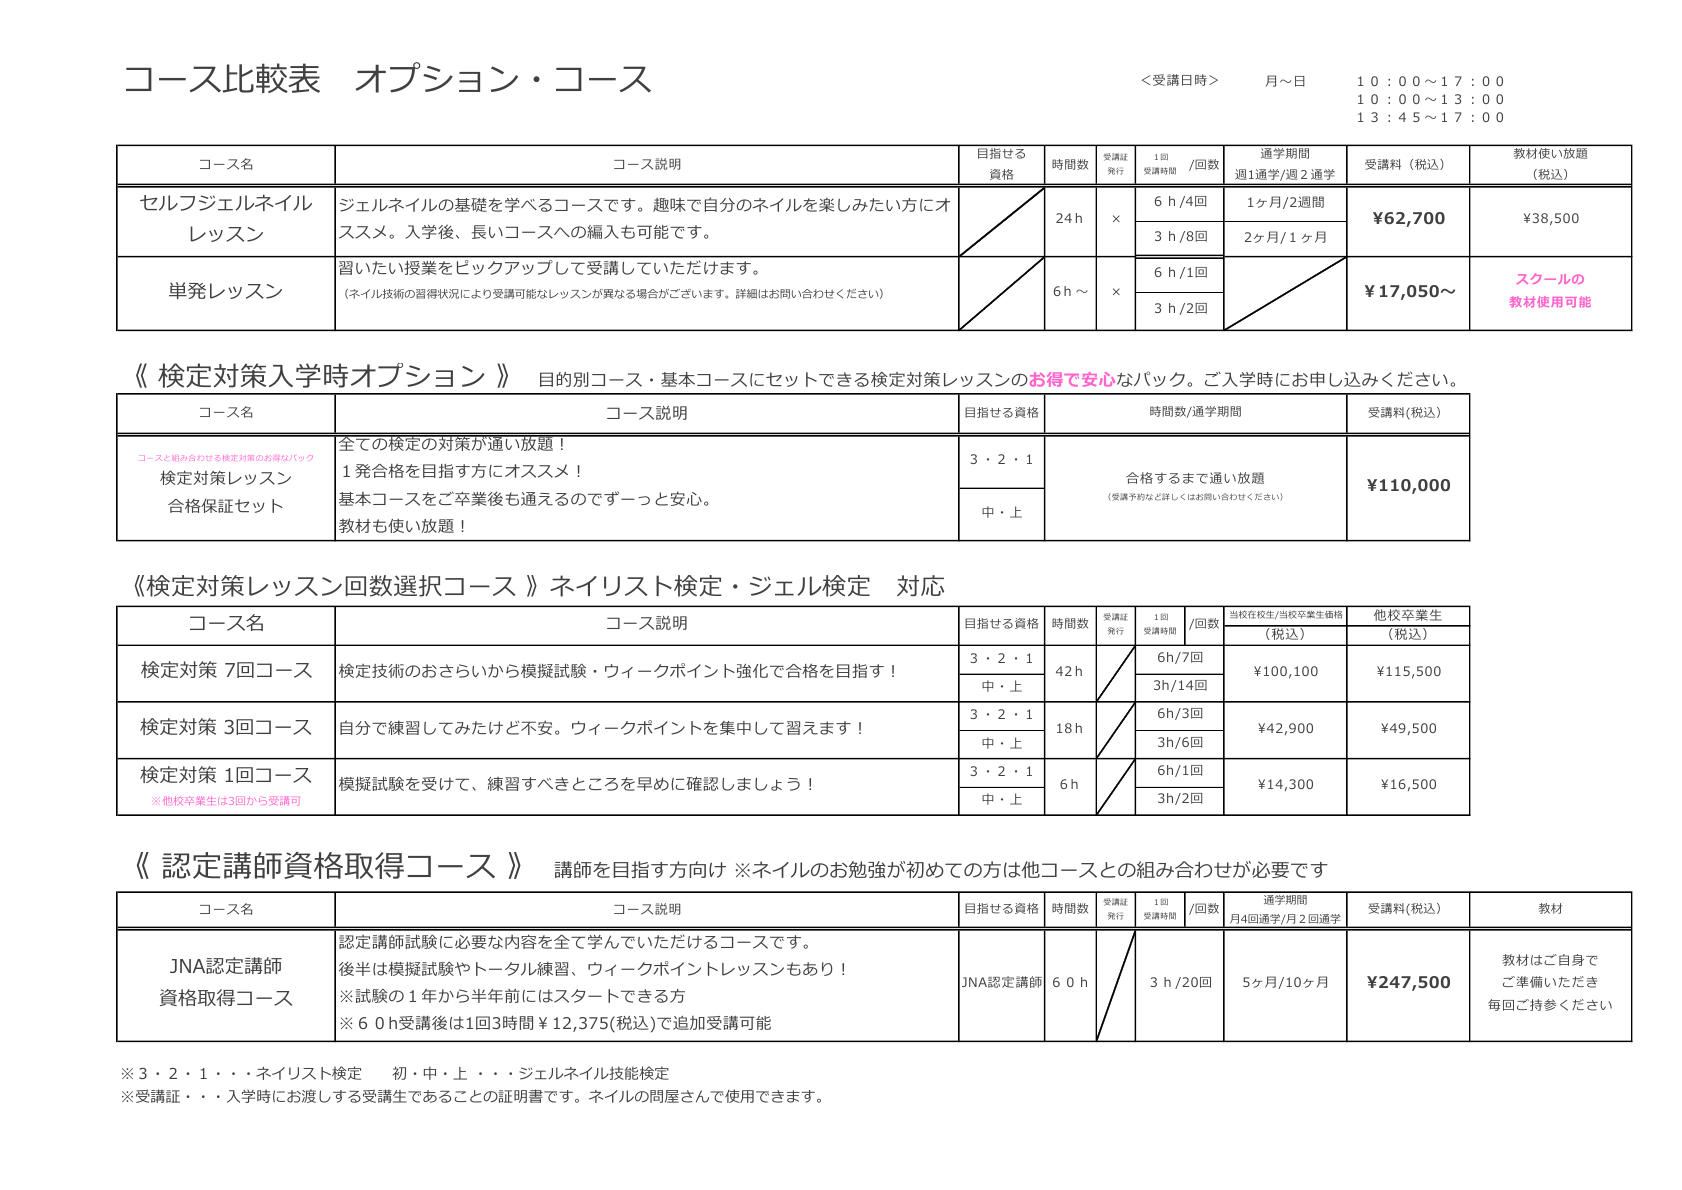 コース比較表　オプション・コース
＜受講日時＞　　月～日　　１０：００～１７：００
１０：００～１３：００
１３：４５～１７：００
コース名 コース説明 目指せる資格 時間数 受講証発行 1回受講時間 /回数 通学期間 週1通学/週２通学 受講料（税込） 教材使い放題（税込）
セルフジェルネイル
レッスン
ジェルネイルの基礎を学べるコースです。趣味で自分のネイルを楽しみたい方にオ
ススメ。入学後、長いコースへの編入も可能です。
24ｈ × ６ｈ/4回 1ヶ月/2週間 ¥62,700 ¥38,500
３ｈ/8回 2ヶ月/１ヶ月
単発レッスン
習いたい授業をピックアップして受講していただけます。
（ネイル技術の習得状況により受講可能なレッスンが異なる場合がございます。詳細はお問い合わせください）
6ｈ～ × ６ｈ/1回 ￥17,050～
３ｈ/2回
スクールの
教材使用可能
《 検定対策入学時オプション 》　目的別コース・基本コースにセットできる検定対策レッスンのお得で安心なパック。ご入学時にお申し込みください。
コース名 コース説明 目指せる資格 時間数/通学期間 受講料(税込）
コースと組み合わせる検定対策のお得なパック
検定対策レッスン
合格保証セット
全ての検定の対策が通い放題！
１発合格を目指す方にオススメ！
基本コースをご卒業後も通えるのでずーっと安心。
教材も使い放題！
３・２・１
中・上
合格するまで通い放題
（受講予約など詳しくはお問い合わせください）
¥110,000
《検定対策レッスン回数選択コース 》ネイリスト検定・ジェル検定　対応
コース名 コース説明 目指せる資格 時間数 受講証発行 1回受講時間 /回数 当校在校生/当校卒業生価格（税込） 他校卒業生（税込）
検定対策 7回コース 検定技術のおさらいから模擬試験・ウィークポイント強化で合格を目指す！ ３・２・１ 42ｈ 6h/7回 ¥100,100 ¥115,500
中・上 3h/14回
検定対策 3回コース 自分で練習してみたけど不安。ウィークポイントを集中して習えます！ ３・２・１ 18ｈ 6h/3回 ¥42,900 ¥49,500
中・上 3h/6回
検定対策 1回コース 模擬試験を受けて、練習すべきところを早めに確認しましょう！ ３・２・１ 6ｈ 6h/1回 ¥14,300 ¥16,500
※他校卒業生は3回から受講可 中・上 3h/2回
《 認定講師資格取得コース 》　講師を目指す方向け ※ネイルのお勉強が初めての方は他コースとの組み合わせが必要です
コース名 コース説明 目指せる資格 時間数 受講証発行 1回受講時間 /回数 通学期間 月4回通学/月２回通学 受講料(税込） 教材
JNA認定講師
資格取得コース
認定講師試験に必要な内容を全て学んでいただけるコースです。
後半は模擬試験やトータル練習、ウィークポイントレッスンもあり！
※試験の１年から半年前にはスタートできる方
※６０h受講後は1回3時間￥12,375(税込)で追加受講可能
JNA認定講師 ６０ｈ ３ｈ/20回 5ヶ月/10ヶ月 ¥247,500
教材はご自身で
ご準備いただき
毎回ご持参ください
※３・２・１・・・ネイリスト検定　　初・中・上 ・・・ジェルネイル技能検定
※受講証・・・入学時にお渡しする受講生であることの証明書です。ネイルの問屋さんで使用できます。